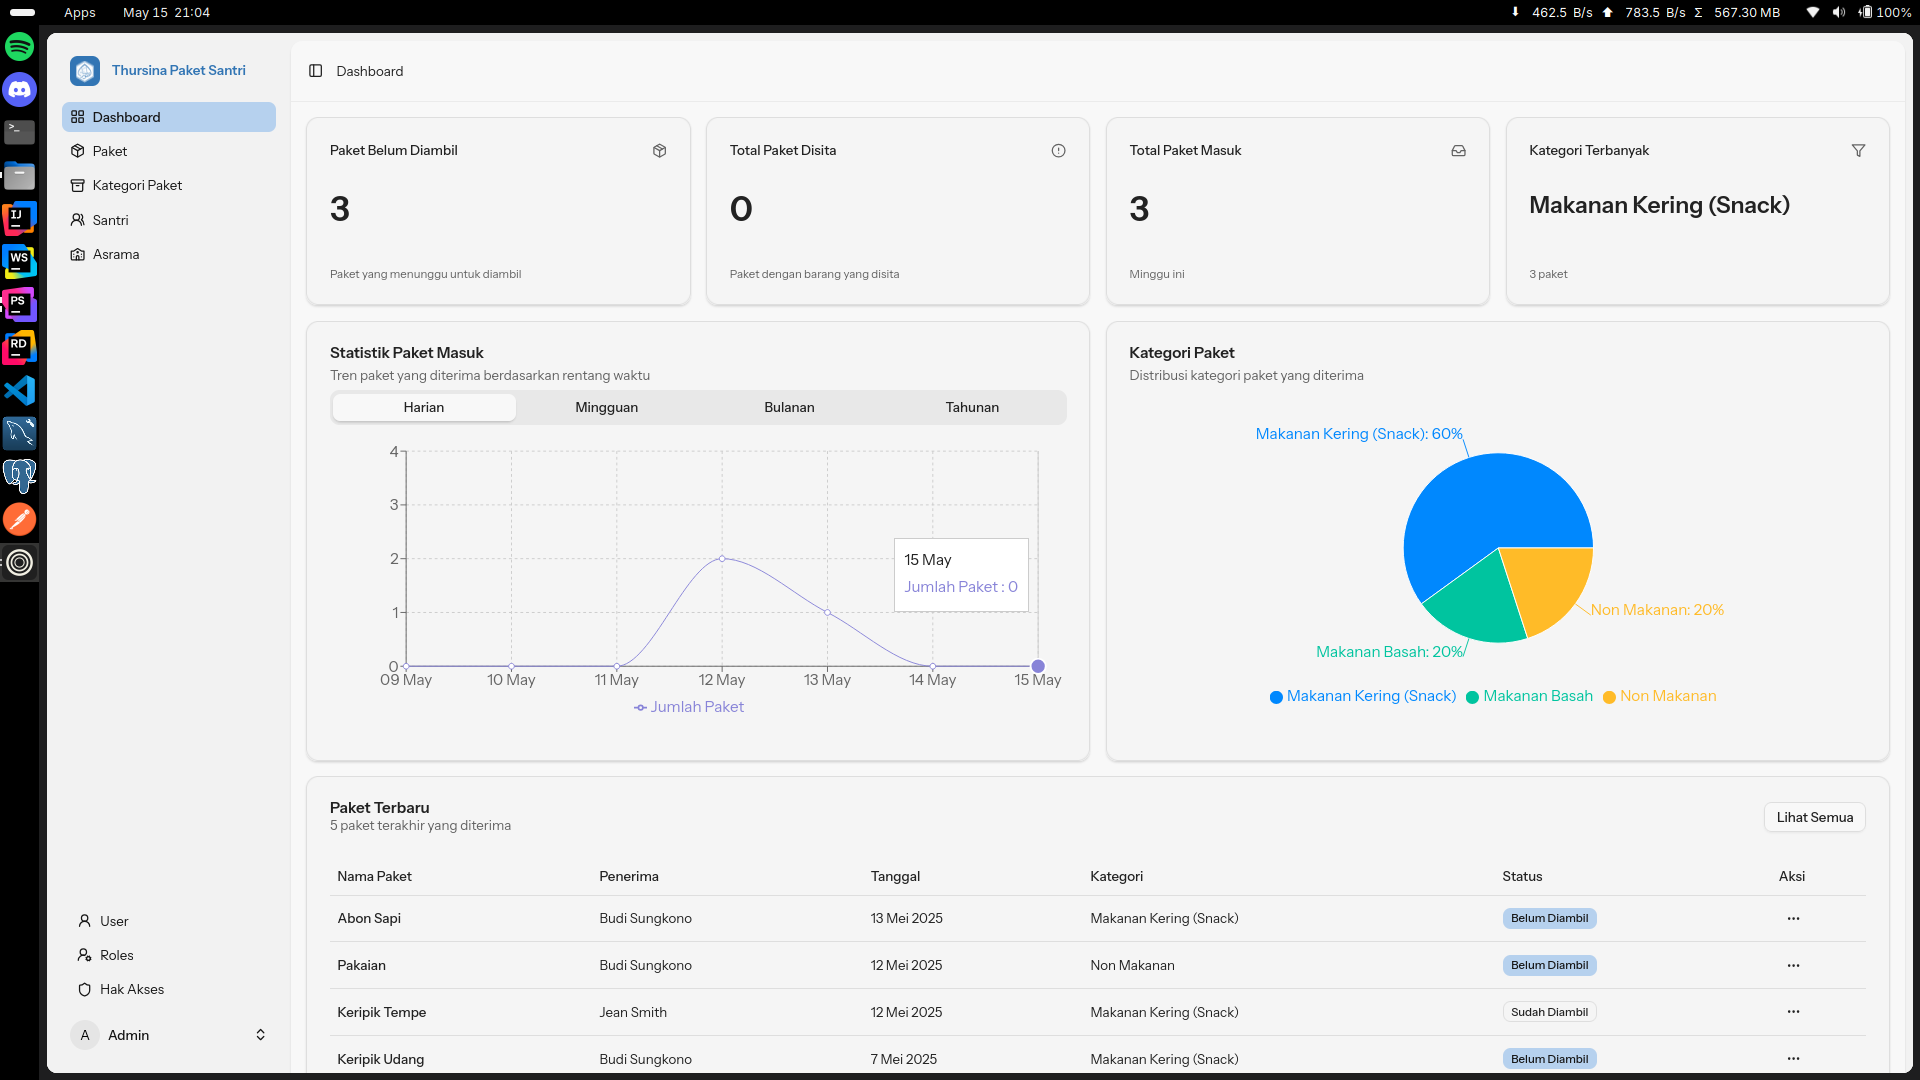 Apps May 15 21:04 462.5 B/s 783.5 B/s Σ 567.30 MB 100%
Thursina Paket Santri
Dashboard
Paket
Kategori Paket
Santri
Asrama
User
Roles
Hak Akses
A Admin
Dashboard
Paket Belum Diambil
3
Paket yang menunggu untuk diambil
Total Paket Disita
0
Paket dengan barang yang disita
Total Paket Masuk
3
Minggu ini
Kategori Terbanyak
Makanan Kering (Snack)
3 paket
Statistik Paket Masuk
Tren paket yang diterima berdasarkan rentang waktu
Harian Mingguan Bulanan Tahunan
4
3
2
1
0
15 May
Jumlah Paket : 0
09 May 10 May 11 May 12 May 13 May 14 May 15 May
Jumlah Paket
Kategori Paket
Distribusi kategori paket yang diterima
Makanan Kering (Snack): 60%
Non Makanan: 20%
Makanan Basah: 20%
Makanan Kering (Snack) Makanan Basah Non Makanan
Paket Terbaru
5 paket terakhir yang diterima
Lihat Semua
Nama Paket Penerima Tanggal Kategori Status Aksi
Abon Sapi Budi Sungkono 13 Mei 2025 Makanan Kering (Snack) Belum Diambil ...
Pakaian Budi Sungkono 12 Mei 2025 Non Makanan Belum Diambil ...
Keripik Tempe Jean Smith 12 Mei 2025 Makanan Kering (Snack) Sudah Diambil ...
Keripik Udang Budi Sungkono 7 Mei 2025 Makanan Kering (Snack) Belum Diambil ...
>_
IJ
WS
PS
RD